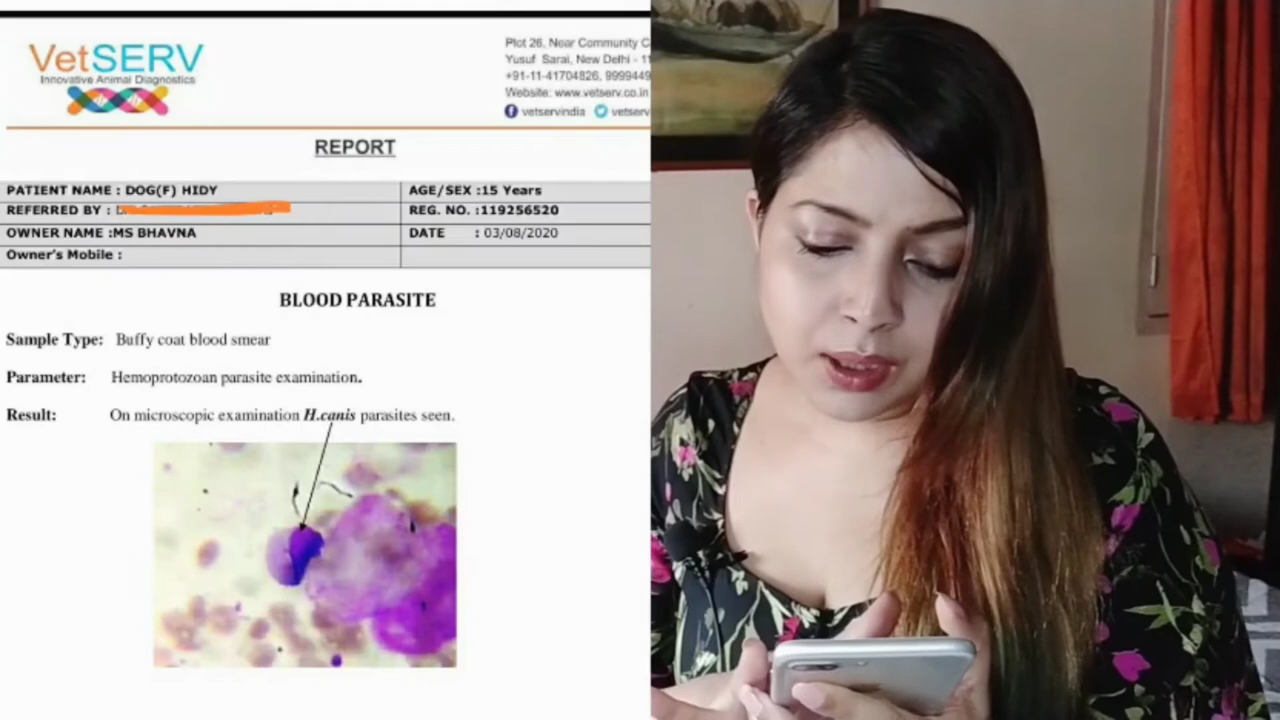 VetSERV
Innovative Animal Diagnostics
Plot 26, Near Community C
Yusuf Sarai, New Delhi - 11
+91-11-41704826, 9999449
Website: www.vetserv.co.in
vetservindia vetserv
REPORT
PATIENT NAME : DOG(F) HIDY AGE/SEX :15 Years
REFERRED BY : REG. NO. :119256520
OWNER NAME :MS BHAVNA DATE : 03/08/2020
Owner's Mobile :
BLOOD PARASITE
Sample Type: Buffy coat blood smear
Parameter: Hemoprotozoan parasite examination.
Result: On microscopic examination H.canis parasites seen.